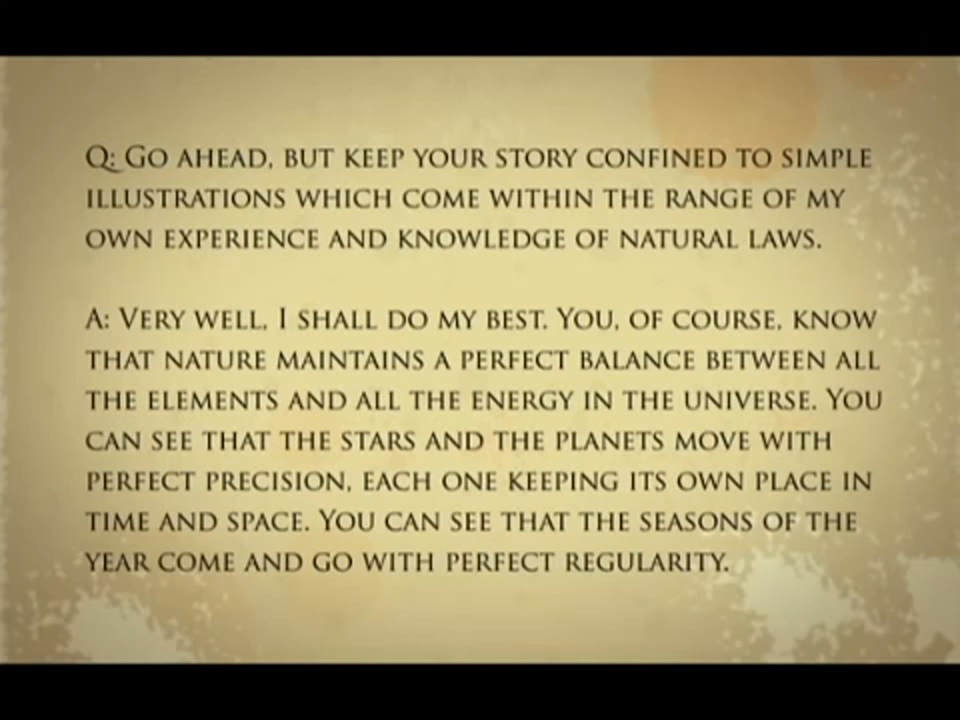 Q: Go ahead, but keep your story confined to simple
illustrations which come within the range of my
own experience and knowledge of natural laws.
A: Very well, I shall do my best. You, of course, know
that nature maintains a perfect balance between all
the elements and all the energy in the universe. You
can see that the stars and the planets move with
perfect precision, each one keeping its own place in
time and space. You can see that the seasons of the
year come and go with perfect regularity.